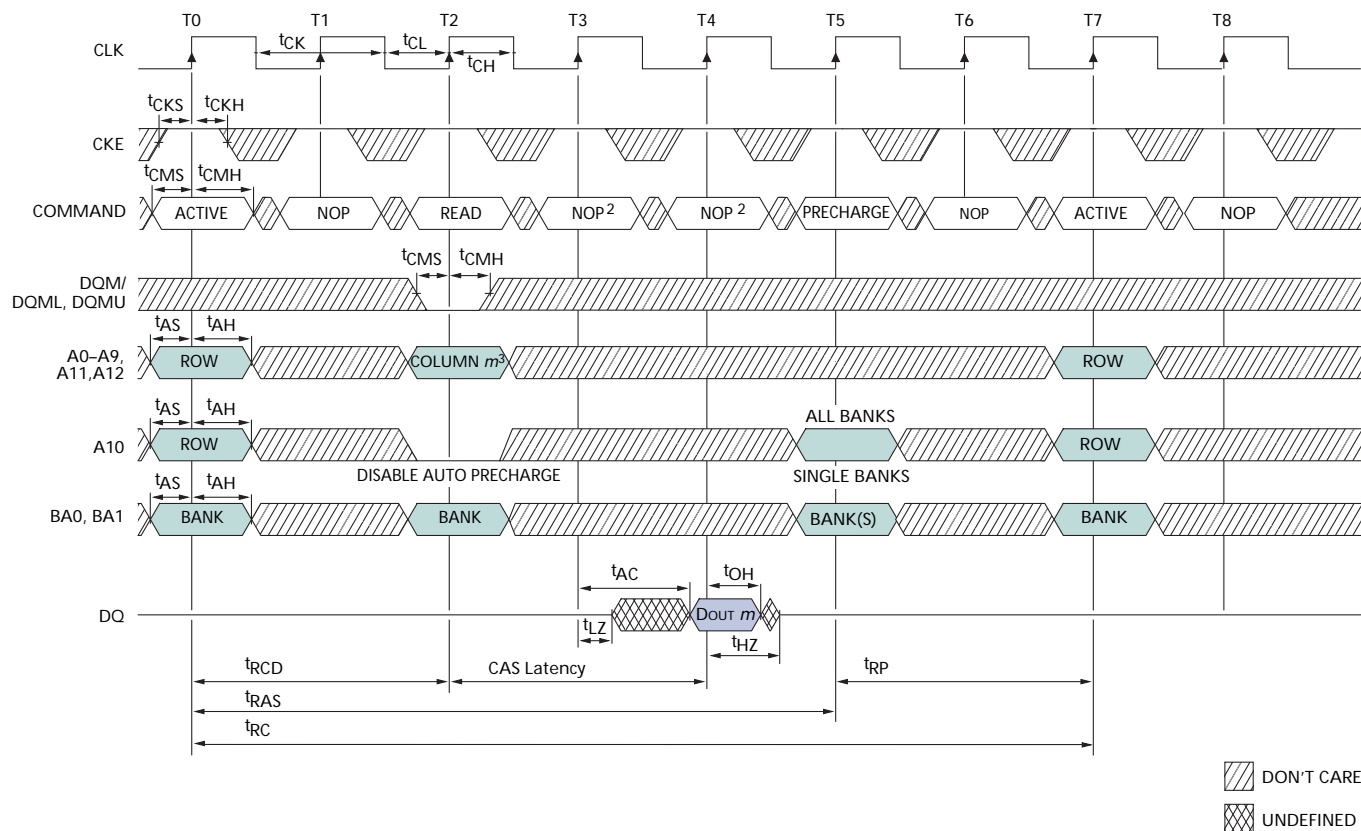 T0 T1 T2 T3 T4 T5 T6 T7 T8
CLK
tCK tCL
tCH
tCKS tCKH
CKE
tCMS tCMH
COMMAND ACTIVE NOP READ NOP2 NOP2 PRECHARGE NOP ACTIVE NOP
tCMS tCMH
DQM/
DQML, DQMU
tAS tAH
A0–A9,
A11,A12
ROW COLUMN m3 ROW
tAS tAH ALL BANKS
A10 ROW ROW
DISABLE AUTO PRECHARGE SINGLE BANKS
tAS tAH
BA0, BA1 BANK BANK BANK(S) BANK
tAC tOH
DQ DOUT m
tLZ tHZ
tRCD CAS Latency tRP
tRAS
tRC
DON'T CARE
UNDEFINED